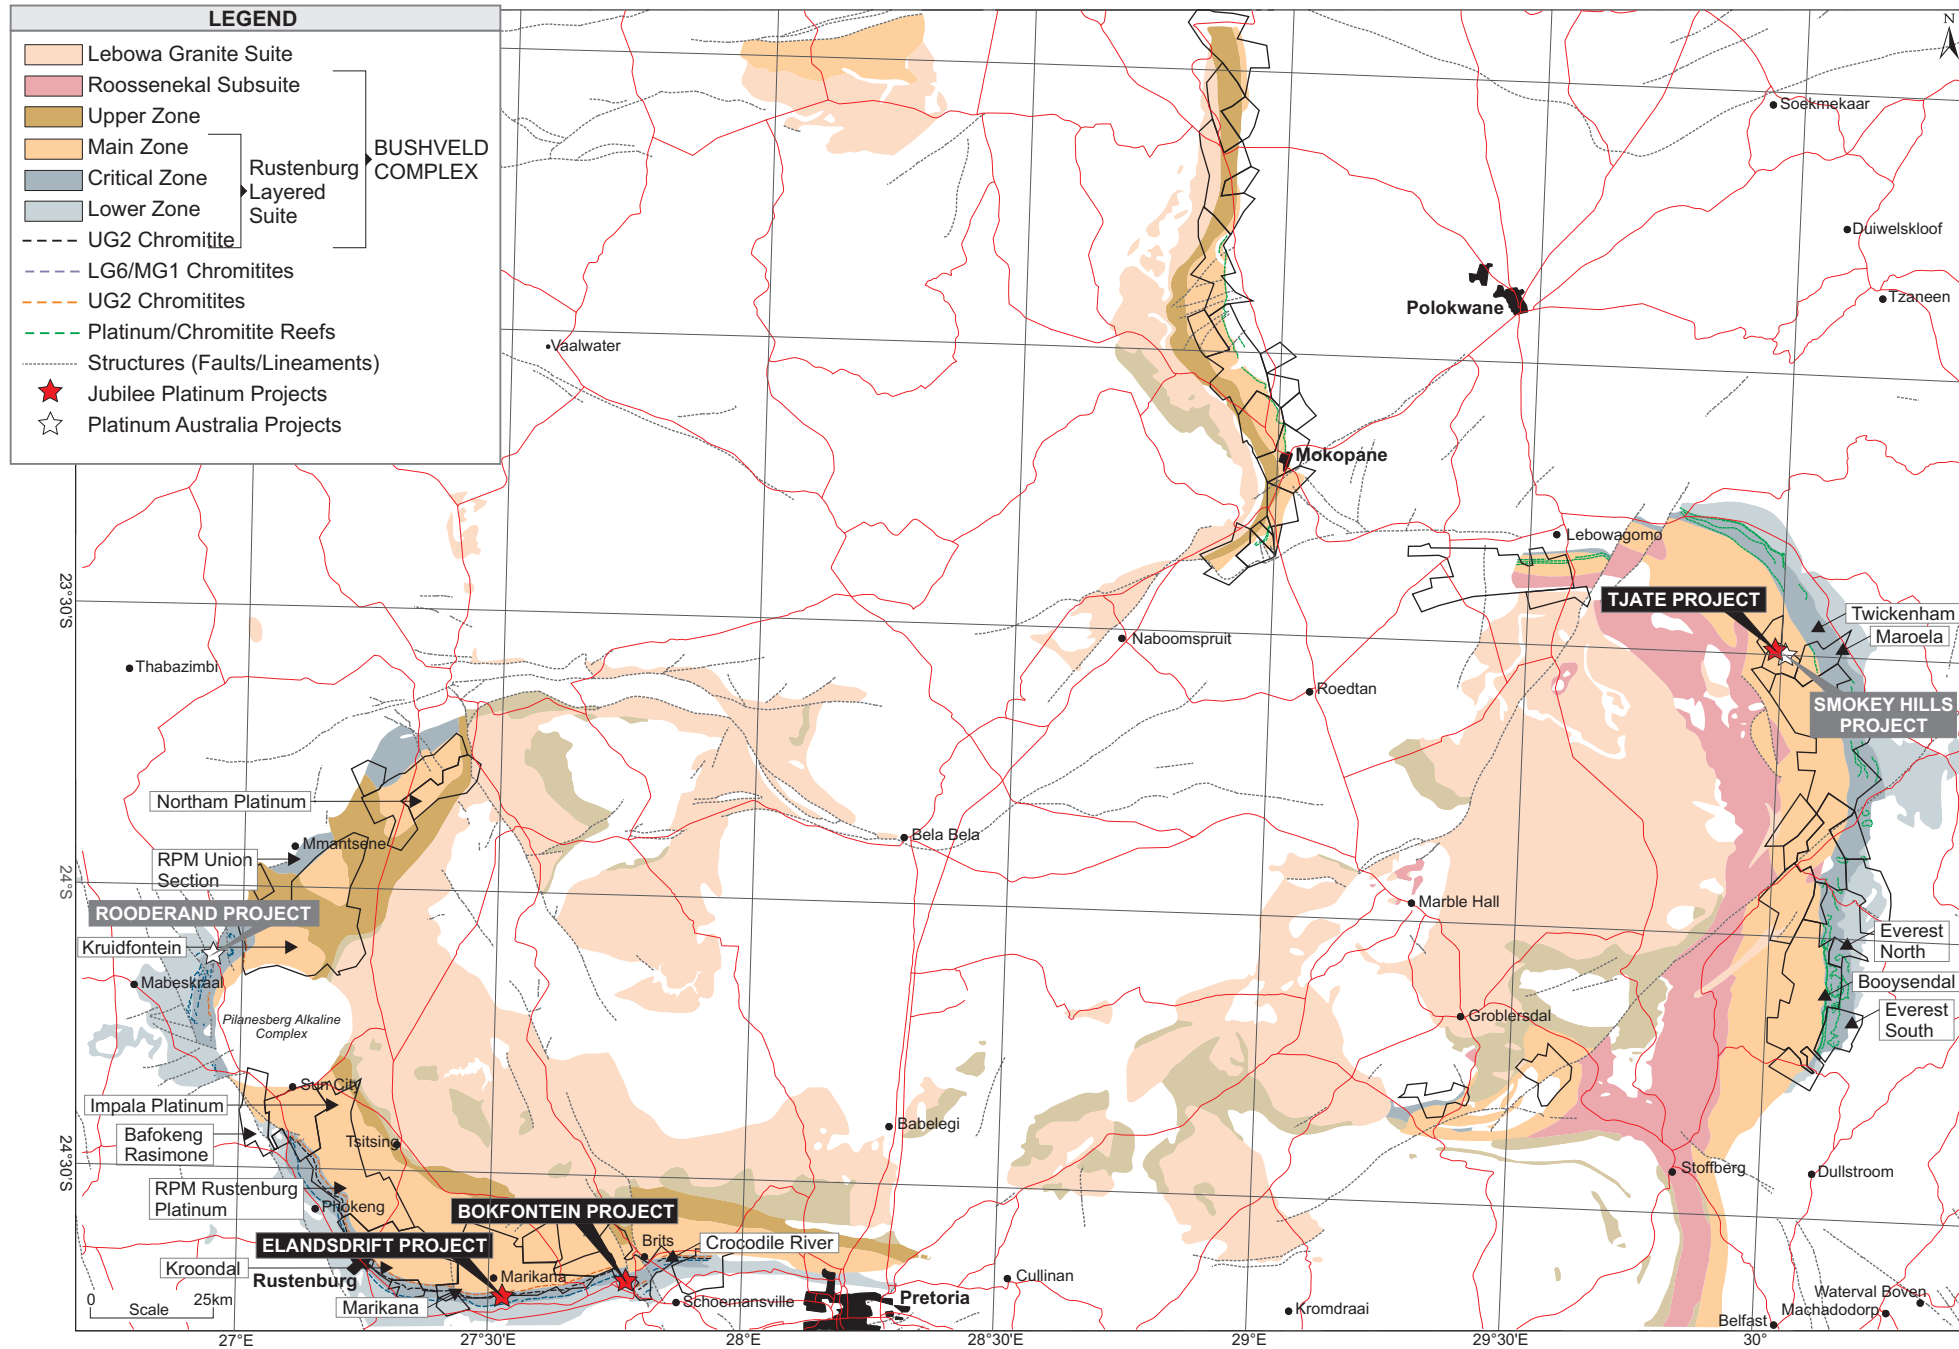 LEGEND
Lebowa Granite Suite
Roossenekal Subsuite
Upper Zone
Main Zone
Critical Zone
Lower Zone
UG2 Chromitite
LG6/MG1 Chromitites
UG2 Chromitites
Platinum/Chromitite Reefs
Structures (Faults/Lineaments)
Jubilee Platinum Projects
Platinum Australia Projects
Rustenburg
Layered
Suite
BUSHVELD
COMPLEX
N
Soekmekaar
Duiwelskloof
Tzaneen
Polokwane
Vaalwater
Mokopane
Lebowagomo
23°30'S
TJATE PROJECT
Twickenham
Maroela
Naboomspruit
Thabazimbi
Roedtan
SMOKEY HILLS
PROJECT
Northam Platinum
Mmantsene
Bela Bela
RPM Union
Section
24°S
Marble Hall
ROODERAND PROJECT
Kruidfontein
Everest
North
Mabeskraal
Booysendal
Pilanesberg Alkaline
Complex
Groblersdal
Everest
South
Sun City
Impala Platinum
Babelegi
Bafokeng
Rasimone
Tsitsing
24°30'S
Stoffberg
Dullstroom
RPM Rustenburg
Platinum
Phokeng
BOKFONTEIN PROJECT
ELANDSDRIFT PROJECT
Brits
Crocodile River
Kroondal
Rustenburg
Marikana
Cullinan
Waterval Boven
0
25km
Scale
Marikana
Schoemansville
Pretoria
Kromdraai
Machadodorp
Belfast
27°E
27°30'E
28°E
28°30'E
29°E
29°30'E
30°